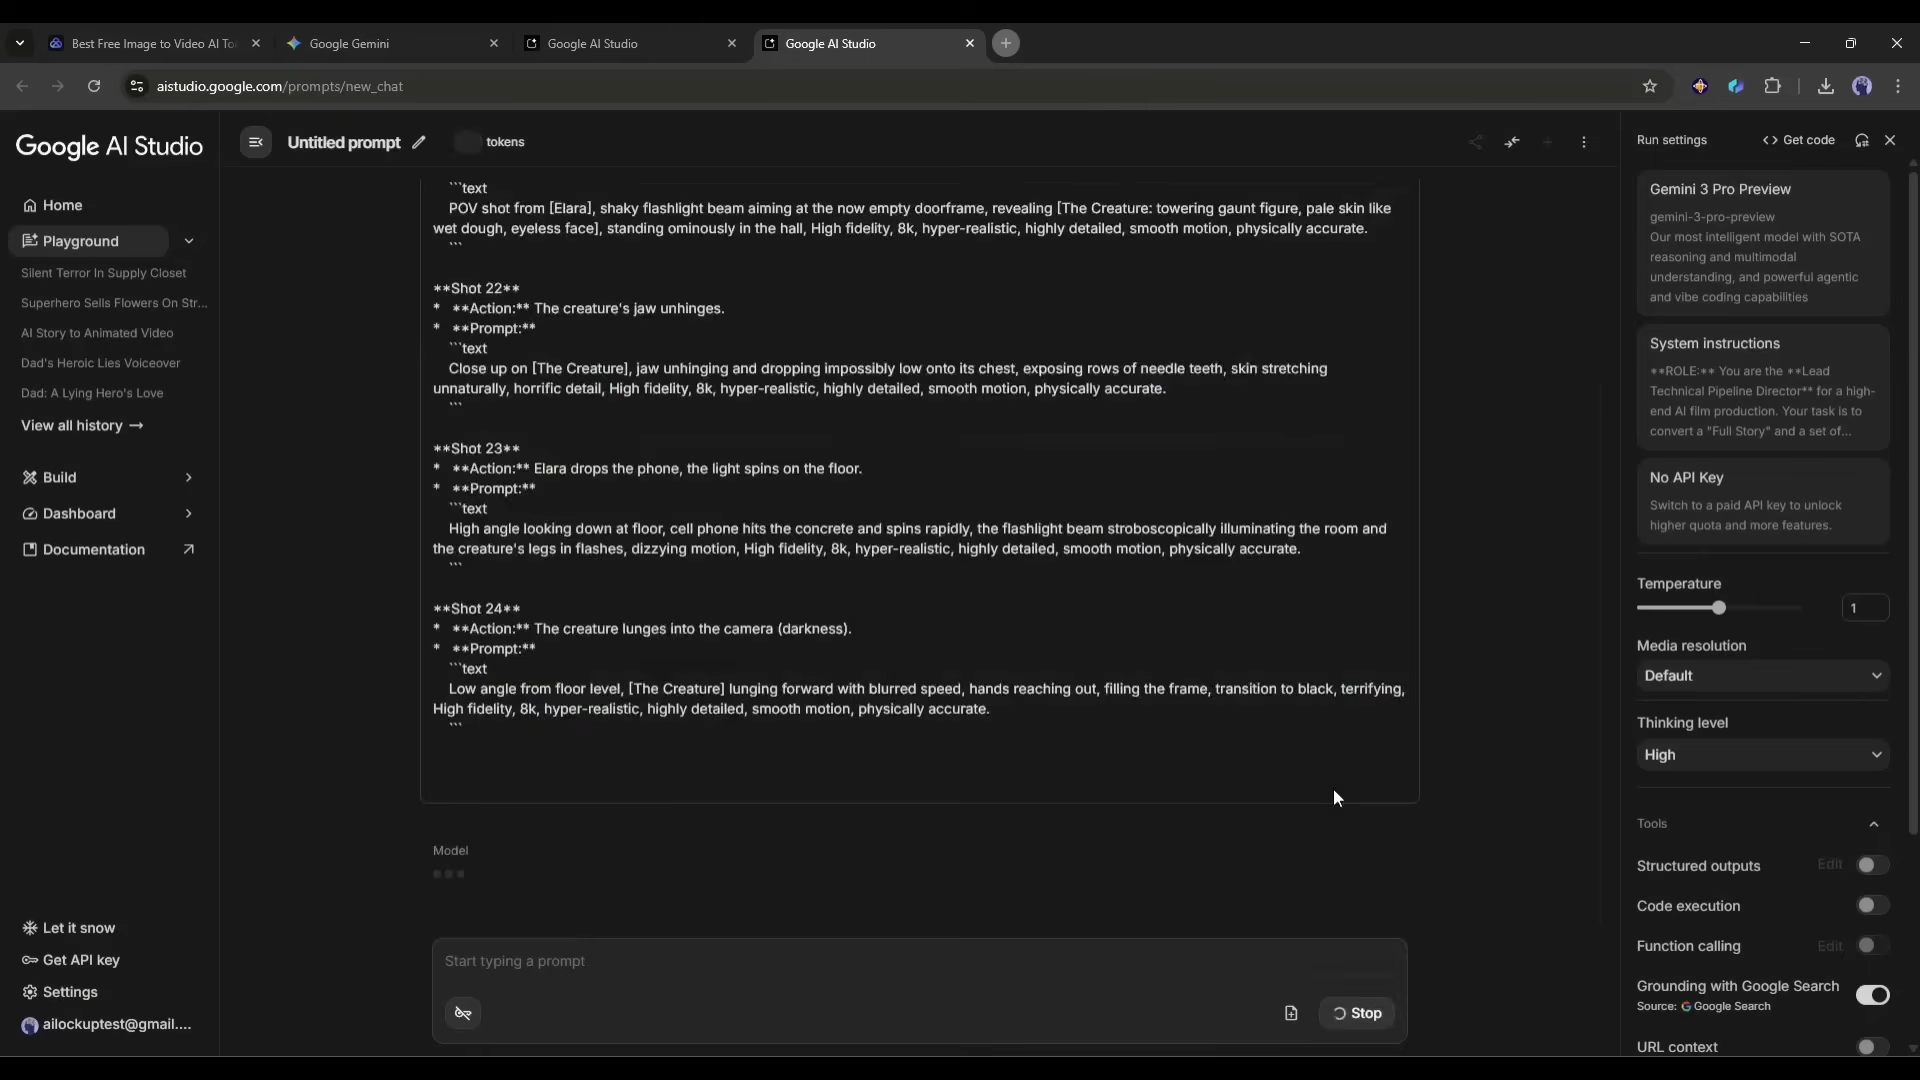 Best Free Image to Video AI To
Google Gemini
Google AI Studio
Google AI Studio
aistudio.google.com/prompts/new_chat
Google AI Studio
Home
Playground
Silent Terror In Supply Closet
Superhero Sells Flowers On Str...
AI Story to Animated Video
Dad's Heroic Lies Voiceover
Dad: A Lying Hero's Love
View all history →
Build
Dashboard
Documentation
Let it snow
Get API key
Settings
ailockuptest@gmail....
Untitled prompt
tokens
```text
POV shot from [Elara], shaky flashlight beam aiming at the now empty doorframe, revealing [The Creature: towering gaunt figure, pale skin like
wet dough, eyeless face], standing ominously in the hall, High fidelity, 8k, hyper-realistic, highly detailed, smooth motion, physically accurate.
```
**Shot 22**
* **Action:** The creature's jaw unhinges.
* **Prompt:**
```text
Close up on [The Creature], jaw unhinging and dropping impossibly low onto its chest, exposing rows of needle teeth, skin stretching
unnaturally, horrific detail, High fidelity, 8k, hyper-realistic, highly detailed, smooth motion, physically accurate.
```
**Shot 23**
* **Action:** Elara drops the phone, the light spins on the floor.
* **Prompt:**
```text
High angle looking down at floor, cell phone hits the concrete and spins rapidly, the flashlight beam stroboscopically illuminating the room and
the creature's legs in flashes, dizzying motion, High fidelity, 8k, hyper-realistic, highly detailed, smooth motion, physically accurate.
```
**Shot 24**
* **Action:** The creature lunges into the camera (darkness).
* **Prompt:**
```text
Low angle from floor level, [The Creature] lunging forward with blurred speed, hands reaching out, filling the frame, transition to black, terrifying,
High fidelity, 8k, hyper-realistic, highly detailed, smooth motion, physically accurate.
```
Model
Start typing a prompt
Stop
Run settings
<> Get code
Gemini 3 Pro Preview
gemini-3-pro-preview
Our most intelligent model with SOTA
reasoning and multimodal
understanding, and powerful agentic
and vibe coding capabilities
System instructions
**ROLE:** You are the **Lead
Technical Pipeline Director** for a high-
end AI film production. Your task is to
convert a "Full Story" and a set of...
No API Key
Switch to a paid API key to unlock
higher quota and more features.
Temperature
1
Media resolution
Default
Thinking level
High
Tools
Structured outputs Edit
Code execution
Function calling Edit
Grounding with Google Search
Source: Google Search
URL context